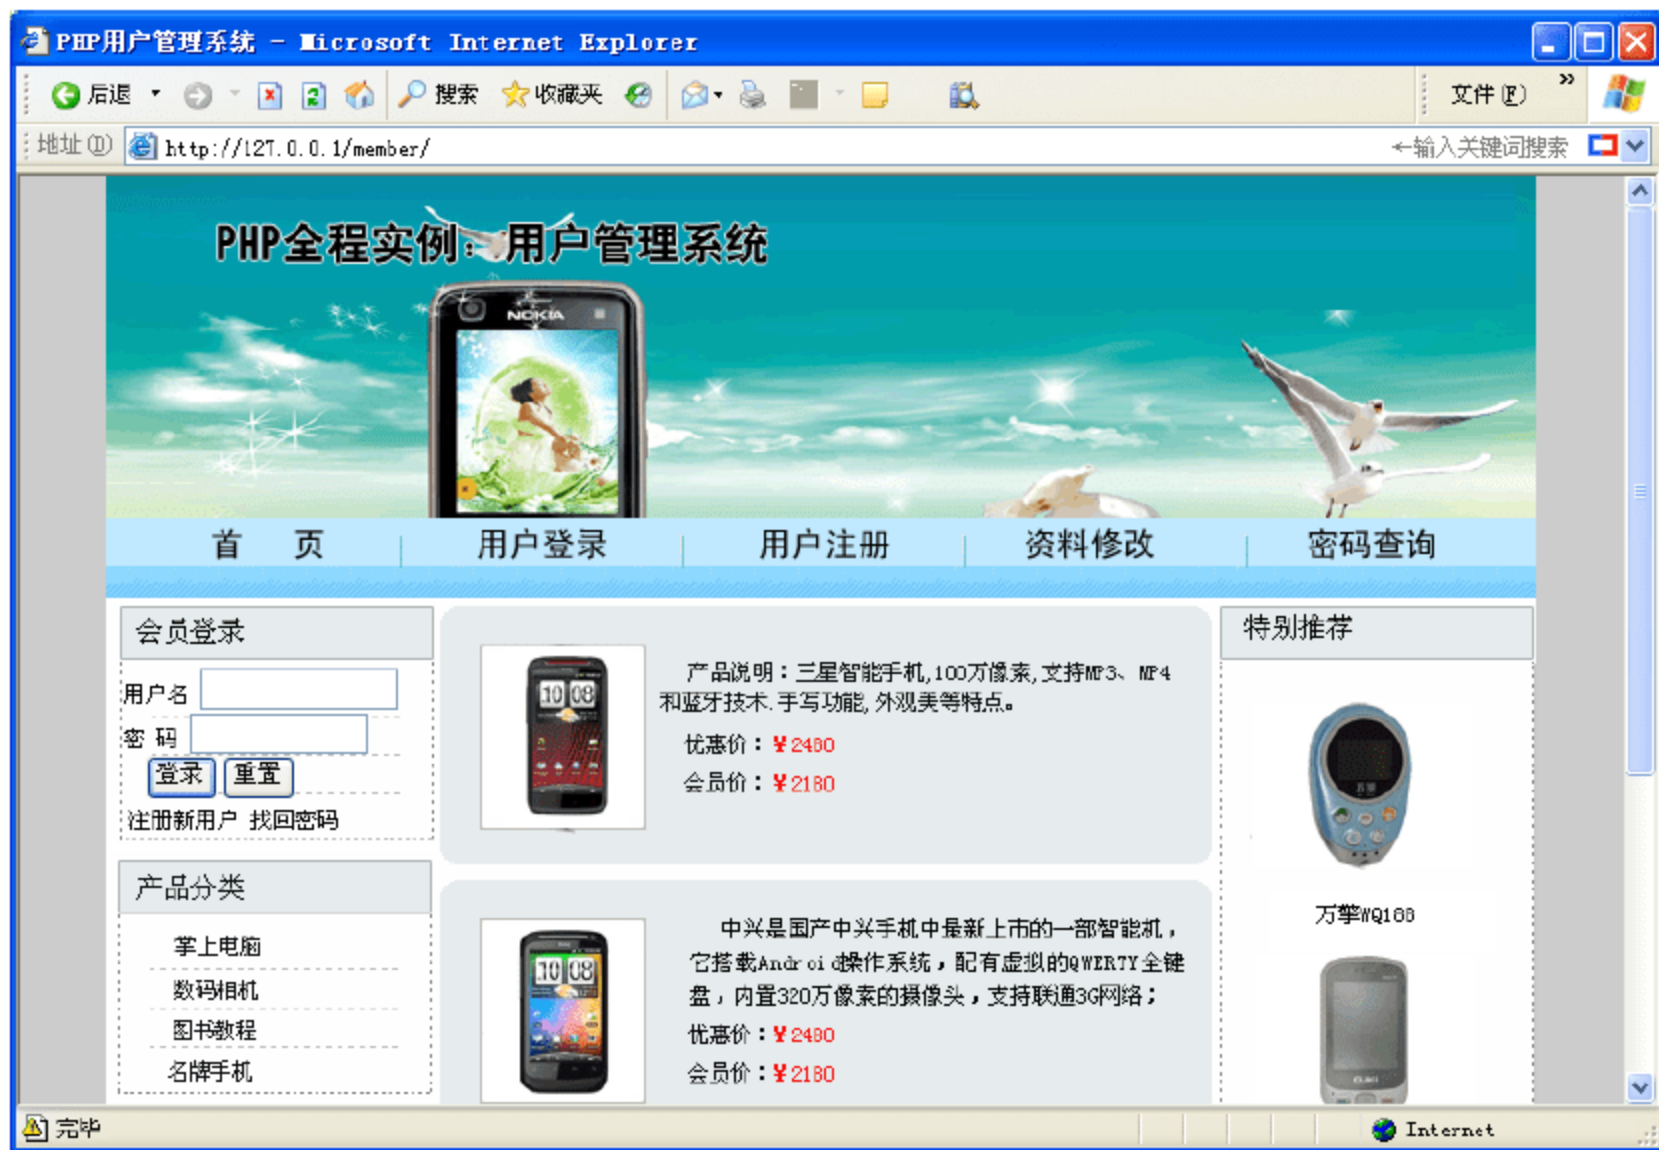 PHP用户管理系统 - Microsoft Internet Explorer
后退 搜索 收藏夹 文件(F) »
地址(D) http://127.0.0.1/member/ ←输入关键词搜索
PHP全程实例：用户管理系统
NOKIA
首 页 用户登录 用户注册 资料修改 密码查询
会员登录
用户名
密 码
登录 重置
注册新用户 找回密码
产品分类
掌上电脑
数码相机
图书教程
名牌手机
10 08
产品说明：三星智能手机,100万像素,支持MP3、MP4
和蓝牙技术.手写功能,外观美等特点。
优惠价：￥2480
会员价：￥2180
10 08
中兴是国产中兴手机中最新上市的一部智能机，
它搭载Android操作系统，配有虚拟的QWERTY全键
盘，内置320万像素的摄像头，支持联通3G网络；
优惠价：￥2480
会员价：￥2180
特别推荐
万擎WQ188
完毕 Internet